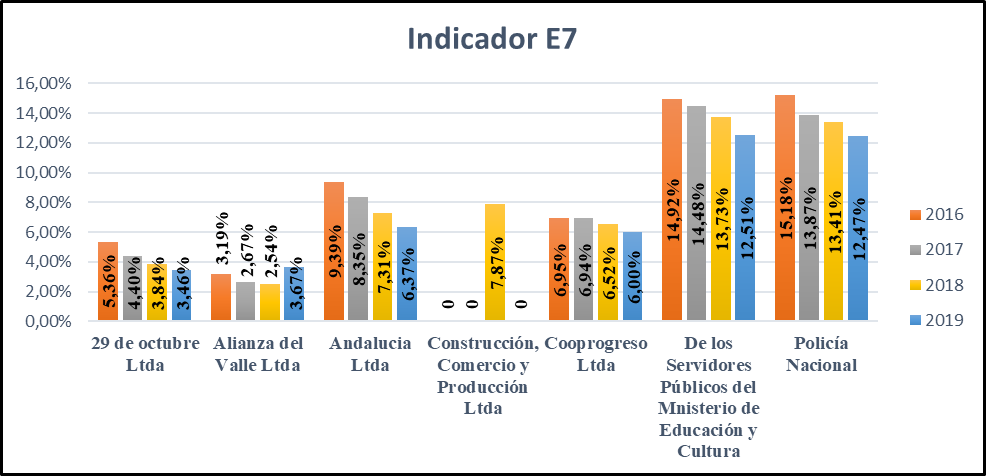 Indicador E7
16,00%
14,00%
12,00%
10,00%
8,00%
6,00%
4,00%
2,00%
0,00%
5,36%
4,40%
3,84%
3,46%
3,19%
2,67%
2,54%
3,67%
9,39%
8,35%
7,31%
6,37%
0
0
7,87%
0
6,95%
6,94%
6,52%
6,00%
14,92%
14,48%
13,73%
12,51%
15,18%
13,87%
13,41%
12,47%
29 de octubre
Ltda
Alianza del
Valle Ltda
Andalucia
Ltda
Construcción,
Comercio y
Producción
Ltda
Cooprogreso
Ltda
De los
Servidores
Públicos del
Mnisterio de
Educación y
Cultura
Policía
Nacional
2016
2017
2018
2019